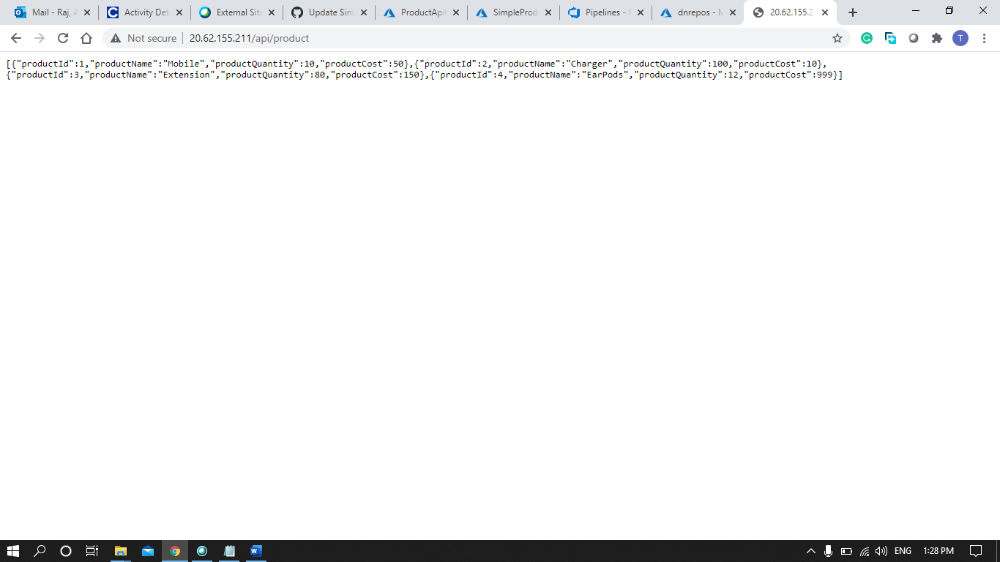 Mail - Raj, A
Activity Det
External Site
Update Sim
ProductApi
SimpleProd
Pipelines -
dnrepos -
20.62.155.2
Not secure
20.62.155.211/api/product
T
[{"productId":1,"productName":"Mobile","productQuantity":10,"productCost":50},{"productId":2,"productName":"Charger","productQuantity":100,"productCost":10},
{"productId":3,"productName":"Extension","productQuantity":80,"productCost":150},{"productId":4,"productName":"EarPods","productQuantity":12,"productCost":999}]
ENG
1:28 PM